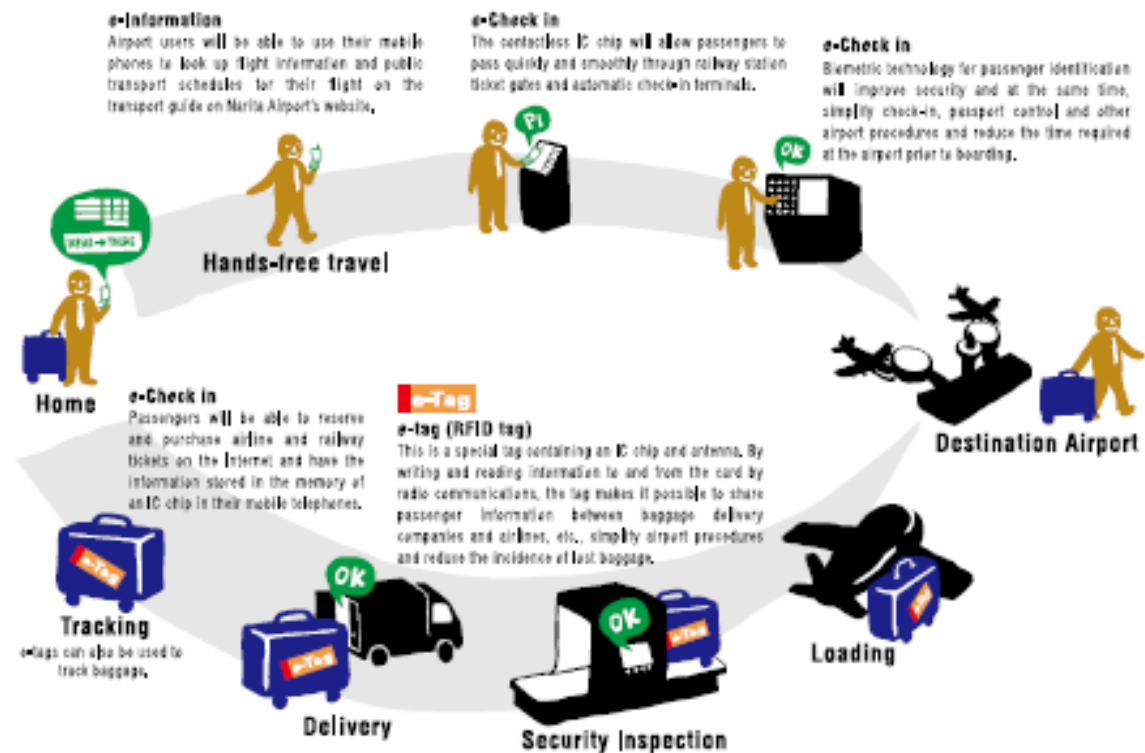 e-Information
Airport users will be able to use their mobile
phones to look up flight information and public
transport schedules for their flight on the
transport guide on Narita Airport's website.
e-Check in
The contactless IC chip will allow passengers to
pass quickly and smoothly through railway station
ticket gates and automatic check-in terminals.
e-Check in
Biometric technology for passenger identification
will improve security and at the same time,
simplify check-in, passport control and other
airport procedures and reduce the time required
at the airport prior to boarding.
Pi
OK
Hands-free travel
Home
Destination Airport
e-Check in
Passengers will be able to reserve
and purchase airline and railway
tickets on the Internet and have the
information stored in the memory of
an IC chip in their mobile telephones.
e-Tag
e-tag (RFID tag)
This is a special tag containing an IC chip and antenna. By
writing and reading information to and from the card by
radio communications, the tag makes it possible to share
passenger information between baggage delivery
companies and airlines, etc., simplify airport procedures
and reduce the incidence of lost baggage.
e-Tag
Tracking
e-tags can also be used to
track baggage.
OK
e-Tag
Delivery
OK
e-Tag
Security Inspection
Loading